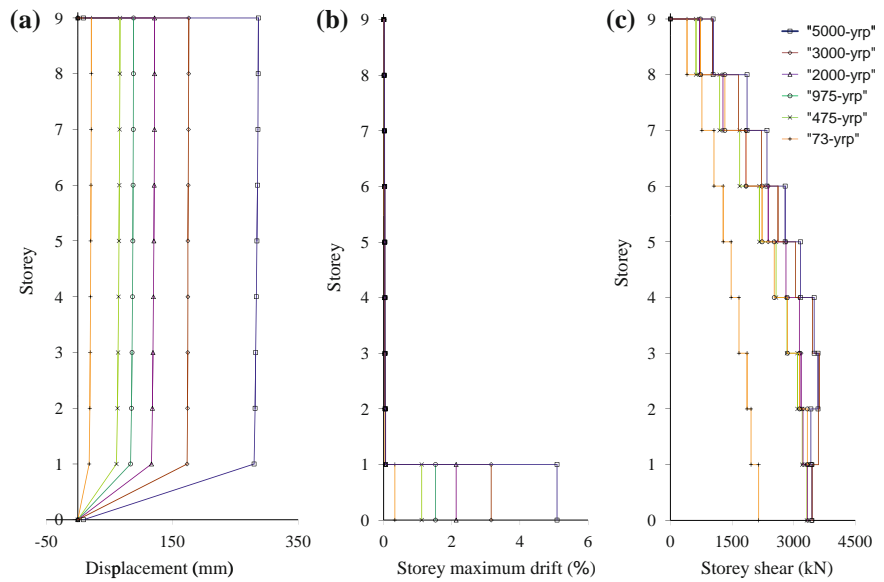 (a)
(b)
(c)
9
8
7
6
5
4
3
2
1
0
Storey
-50
150
350
Displacement (mm)
9
8
7
6
5
4
3
2
1
0
Storey
0
2
4
6
Storey maximum drift (%)
9
8
7
6
5
4
3
2
1
0
Storey
0
1500
3000
4500
Storey shear (kN)
"5000-yrp"
"3000-yrp"
"2000-yrp"
"975-yrp"
"475-yrp"
"73-yrp"